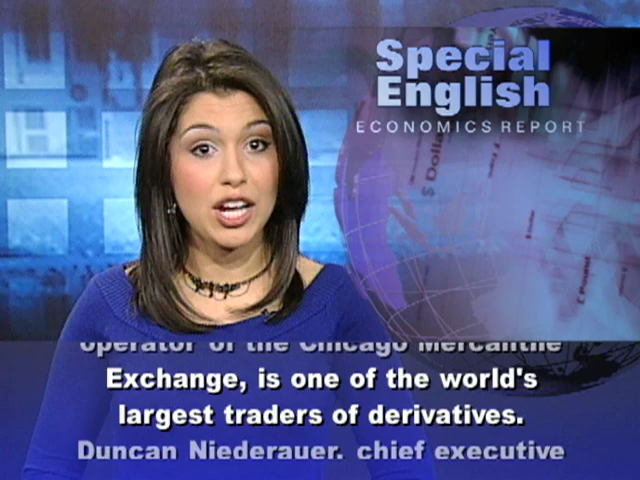 Special
English
ECONOMICS REPORT
$ Dollar
operator of the Chicago Mercantile
Exchange, is one of the world's
largest traders of derivatives.
Duncan Niederauer, chief executive